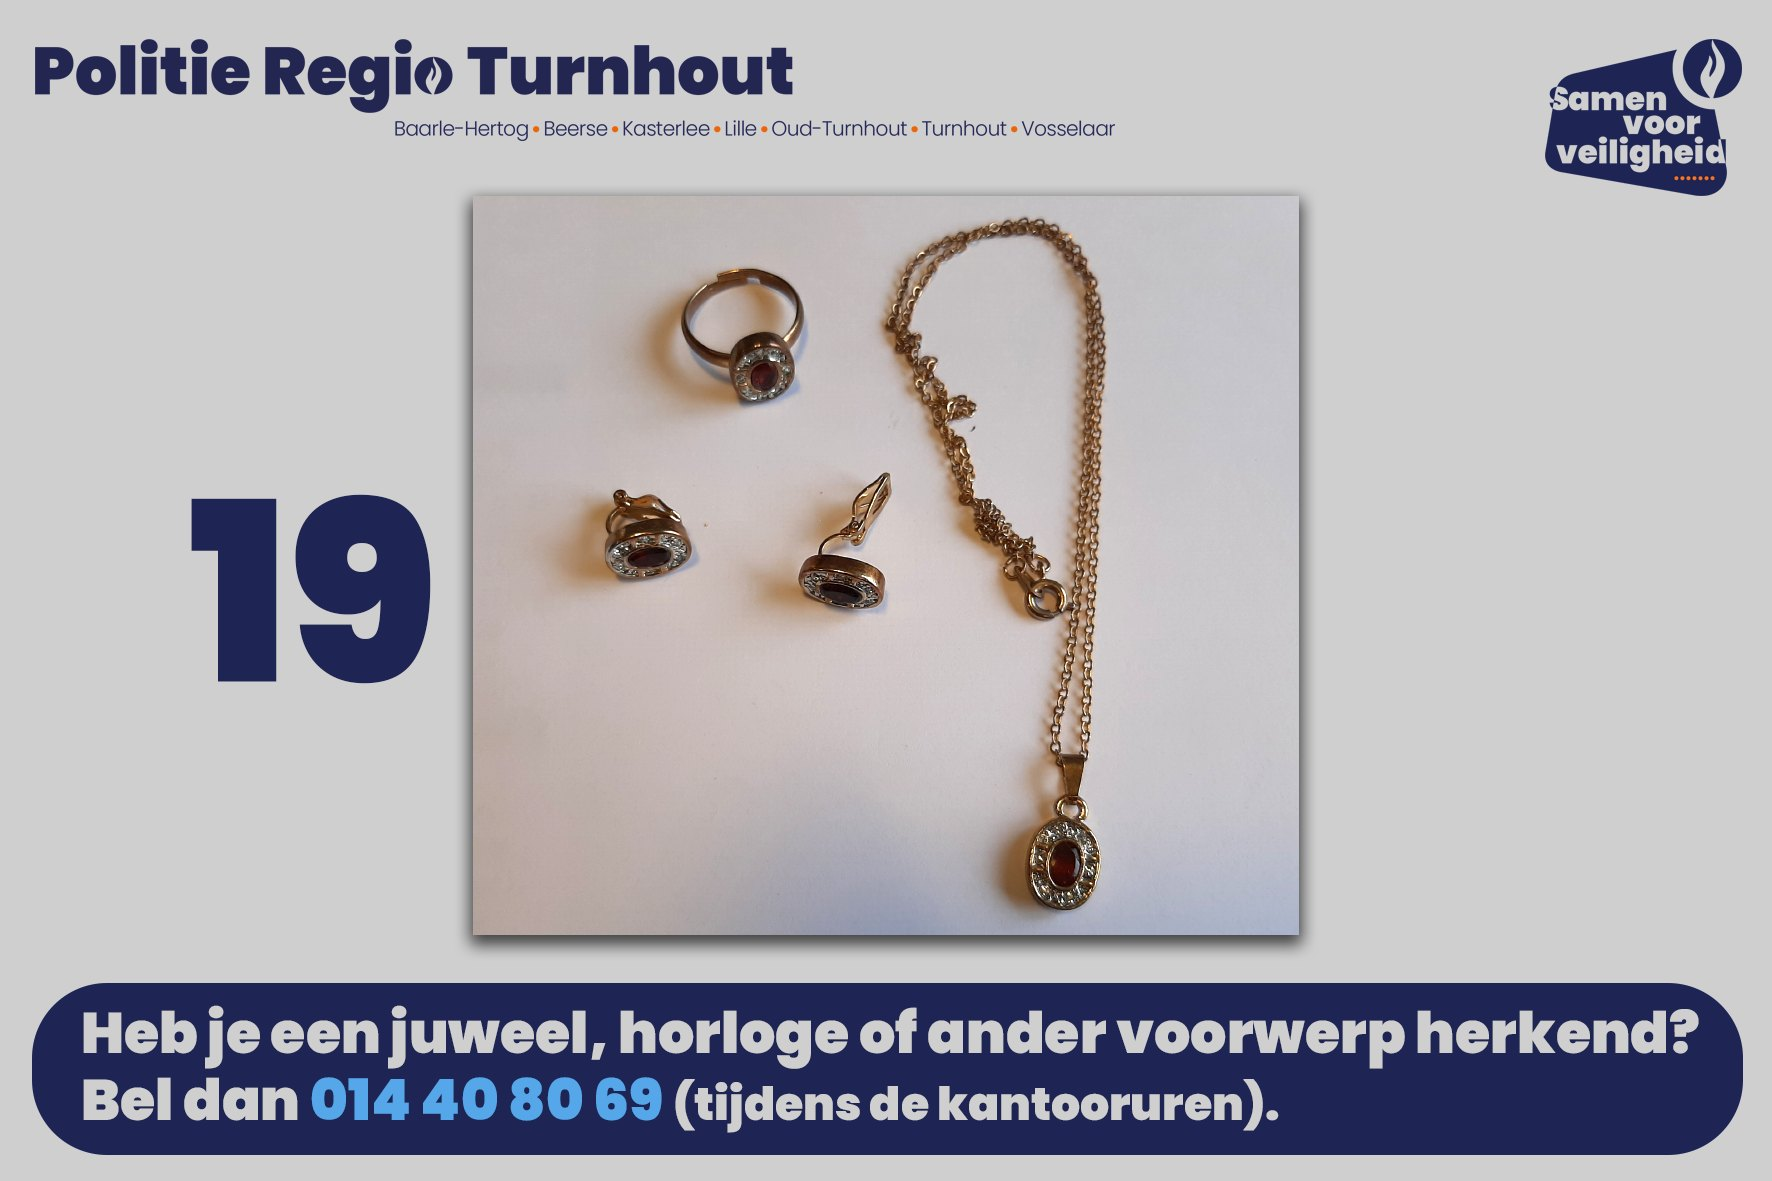 Politie Regio Turnhout
Baarle-Hertog • Beerse • Kasterlee • Lille • Oud-Turnhout • Turnhout • Vosselaar
Samen
voor
veiligheid
19
Heb je een juweel, horloge of ander voorwerp herkend?
Bel dan 014 40 80 69 (tijdens de kantooruren).